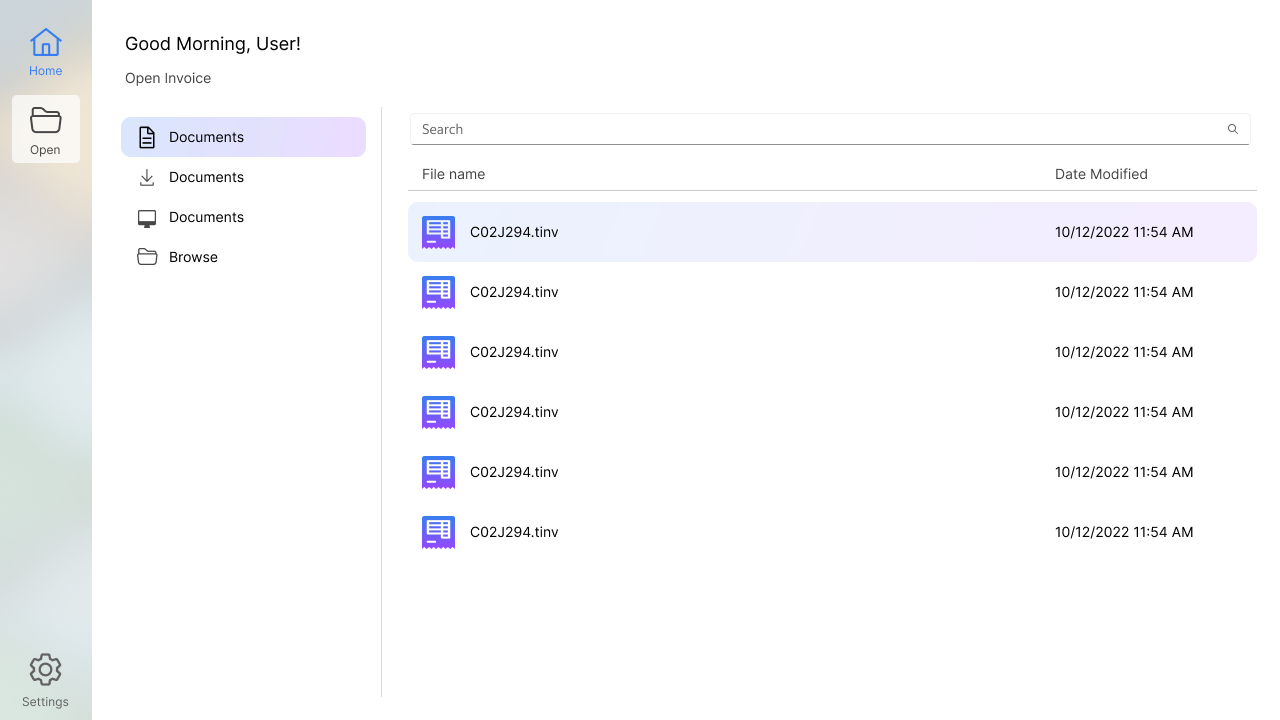 Home
Open
Settings
Good Morning, User!
Open Invoice
Documents
Documents
Documents
Browse
Search
File name Date Modified
C02J294.tinv 10/12/2022 11:54 AM
C02J294.tinv 10/12/2022 11:54 AM
C02J294.tinv 10/12/2022 11:54 AM
C02J294.tinv 10/12/2022 11:54 AM
C02J294.tinv 10/12/2022 11:54 AM
C02J294.tinv 10/12/2022 11:54 AM